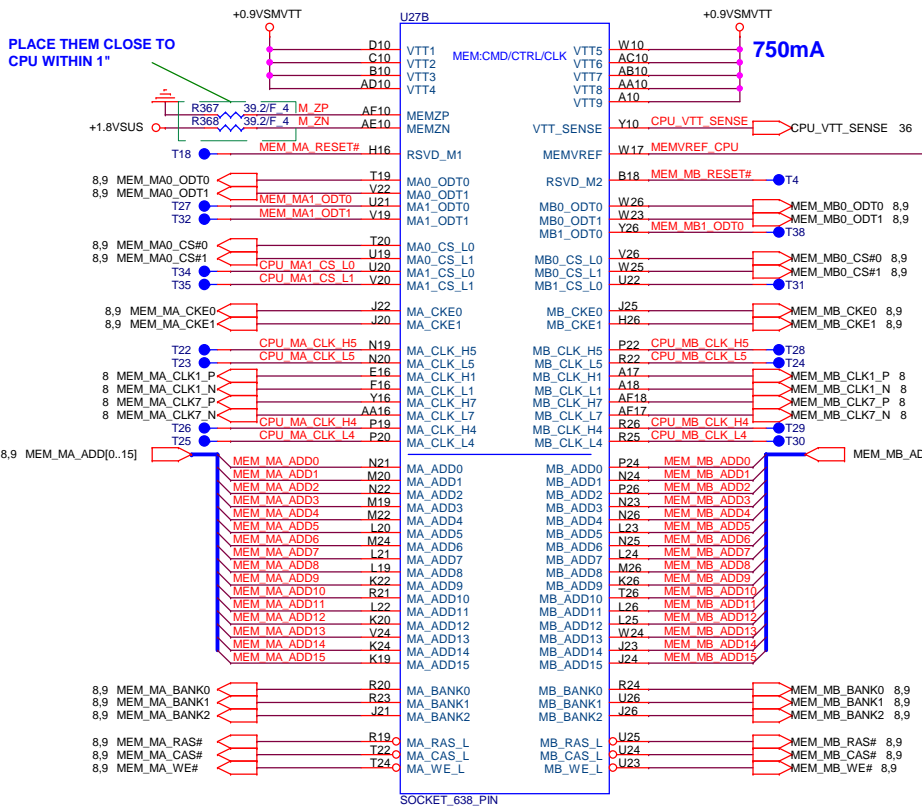 +0.9VSMVTT U27B +0.9VSMVTT
PLACE THEM CLOSE TO
CPU WITHIN 1"
MEM:CMD/CTRL/CLK
750mA
D10 VTT1 VTT5 W10
C10 VTT2 VTT6 AC10
B10 VTT3 VTT7 AB10
AD10 VTT4 VTT8 AA10
VTT9 A10
R367 39.2/F_4 M_ZP AF10 MEMZP
+1.8VSUS R368 39.2/F_4 M_ZN AE10 MEMZN VTT_SENSE Y10 CPU_VTT_SENSE CPU_VTT_SENSE 36
T18 MEM_MA_RESET# H16 RSVD_M1 MEMVREF W17 MEMVREF_CPU
8,9 MEM_MA0_ODT0 T19 MA0_ODT0 RSVD_M2 B18 MEM_MB_RESET# T4
8,9 MEM_MA0_ODT1 V22 MA0_ODT1
T27 MEM_MA1_ODT0 U21 MA1_ODT0 MB0_ODT0 W26 MEM_MB0_ODT0 8,9
T32 MEM_MA1_ODT1 V19 MA1_ODT1 MB0_ODT1 W23 MEM_MB0_ODT1 8,9
MB1_ODT0 Y26 MEM_MB1_ODT0 T38
8,9 MEM_MA0_CS#0 T20 MA0_CS_L0
8,9 MEM_MA0_CS#1 U19 MA0_CS_L1 MB0_CS_L0 V26 MEM_MB0_CS#0 8,9
T34 CPU_MA1_CS_L0 U20 MA1_CS_L0 MB0_CS_L1 W25 MEM_MB0_CS#1 8,9
T35 CPU_MA1_CS_L1 V20 MA1_CS_L1 MB1_CS_L0 U22 T31
8,9 MEM_MA_CKE0 J22 MA_CKE0 MB_CKE0 J25 MEM_MB_CKE0 8,9
8,9 MEM_MA_CKE1 J20 MA_CKE1 MB_CKE1 H26 MEM_MB_CKE1 8,9
T22 CPU_MA_CLK_H5 N19 MA_CLK_H5 MB_CLK_H5 P22 CPU_MB_CLK_H5 T28
T23 CPU_MA_CLK_L5 N20 MA_CLK_L5 MB_CLK_L5 R22 CPU_MB_CLK_L5 T24
8 MEM_MA_CLK1_P E16 MA_CLK_H1 MB_CLK_H1 A17 MEM_MB_CLK1_P 8
8 MEM_MA_CLK1_N F16 MA_CLK_L1 MB_CLK_L1 A18 MEM_MB_CLK1_N 8
8 MEM_MA_CLK7_P Y16 MA_CLK_H7 MB_CLK_H7 AF18 MEM_MB_CLK7_P 8
8 MEM_MA_CLK7_N AA16 MA_CLK_L7 MB_CLK_L7 AF17 MEM_MB_CLK7_N 8
T26 CPU_MA_CLK_H4 P19 MA_CLK_H4 MB_CLK_H4 R26 CPU_MB_CLK_H4 T29
T25 CPU_MA_CLK_L4 P20 MA_CLK_L4 MB_CLK_L4 R25 CPU_MB_CLK_L4 T30
8,9 MEM_MA_ADD[0..15] MEM_MB_AD
MEM_MA_ADD0 N21 MA_ADD0 MB_ADD0 P24 MEM_MB_ADD0
MEM_MA_ADD1 M20 MA_ADD1 MB_ADD1 N24 MEM_MB_ADD1
MEM_MA_ADD2 N22 MA_ADD2 MB_ADD2 P26 MEM_MB_ADD2
MEM_MA_ADD3 M19 MA_ADD3 MB_ADD3 N23 MEM_MB_ADD3
MEM_MA_ADD4 M22 MA_ADD4 MB_ADD4 N26 MEM_MB_ADD4
MEM_MA_ADD5 L20 MA_ADD5 MB_ADD5 L23 MEM_MB_ADD5
MEM_MA_ADD6 M24 MA_ADD6 MB_ADD6 N25 MEM_MB_ADD6
MEM_MA_ADD7 L21 MA_ADD7 MB_ADD7 L24 MEM_MB_ADD7
MEM_MA_ADD8 L19 MA_ADD8 MB_ADD8 M26 MEM_MB_ADD8
MEM_MA_ADD9 K22 MA_ADD9 MB_ADD9 K26 MEM_MB_ADD9
MEM_MA_ADD10 R21 MA_ADD10 MB_ADD10 T26 MEM_MB_ADD10
MEM_MA_ADD11 L22 MA_ADD11 MB_ADD11 L26 MEM_MB_ADD11
MEM_MA_ADD12 K20 MA_ADD12 MB_ADD12 L25 MEM_MB_ADD12
MEM_MA_ADD13 V24 MA_ADD13 MB_ADD13 W24 MEM_MB_ADD13
MEM_MA_ADD14 K24 MA_ADD14 MB_ADD14 J23 MEM_MB_ADD14
MEM_MA_ADD15 K19 MA_ADD15 MB_ADD15 J24 MEM_MB_ADD15
8,9 MEM_MA_BANK0 R20 MA_BANK0 MB_BANK0 R24 MEM_MB_BANK0 8,9
8,9 MEM_MA_BANK1 R23 MA_BANK1 MB_BANK1 U26 MEM_MB_BANK1 8,9
8,9 MEM_MA_BANK2 J21 MA_BANK2 MB_BANK2 J26 MEM_MB_BANK2 8,9
8,9 MEM_MA_RAS# R19 MA_RAS_L MB_RAS_L U25 MEM_MB_RAS# 8,9
8,9 MEM_MA_CAS# T22 MA_CAS_L MB_CAS_L U24 MEM_MB_CAS# 8,9
8,9 MEM_MA_WE# T24 MA_WE_L MB_WE_L U23 MEM_MB_WE# 8,9
SOCKET_638_PIN